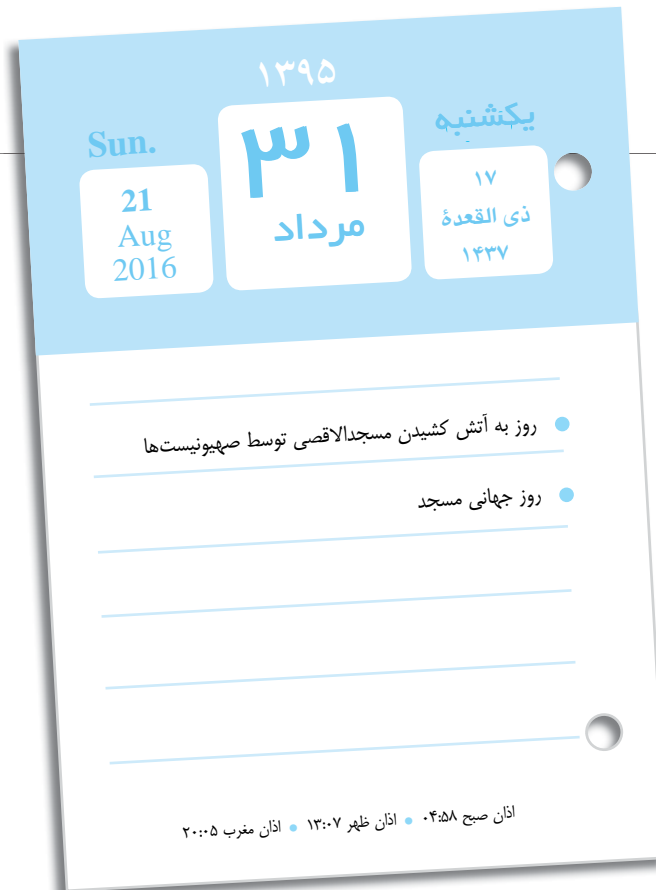 ۱۳۹۵
یکشنبه
۱۷
ذی القعدة
۱۴۳۷
۳۱
مرداد
Sun.
21
Aug
2016
روز به آتش کشیدن مسجدالاقصی توسط صهیونیست‌ها
روز جهانی مسجد
اذان صبح ۰۴:۵۸ • اذان ظهر ۱۳:۰۷ • اذان مغرب ۲۰:۰۵